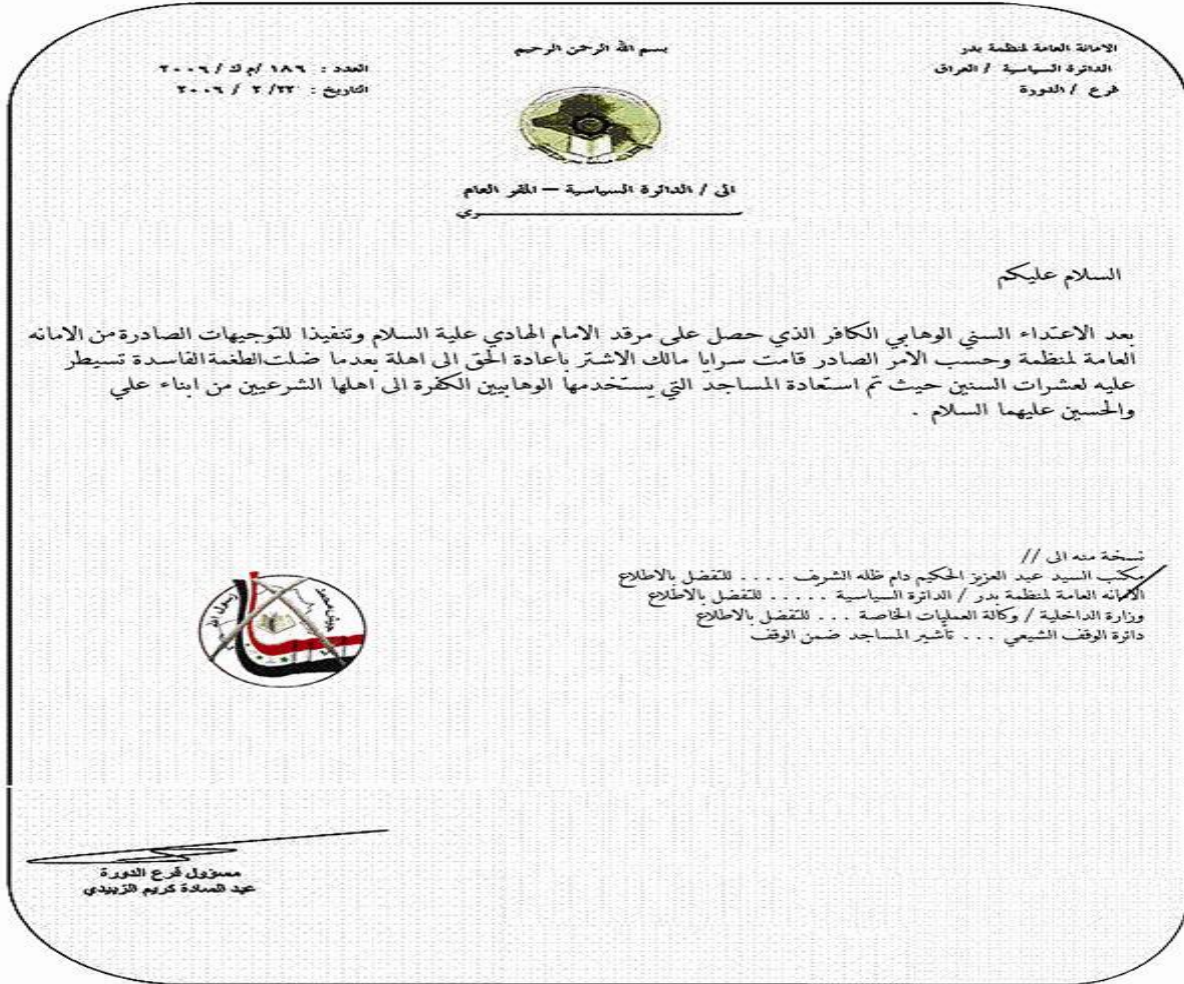 الامانة العامة لمنظمة بدر
الدائرة السياسية / العراق
فرع / الدورة
بسم الله الرحمن الرحيم
العدد : ١٨٦ /م ك / ٢٠٠٦
التاريخ : ٢٢/ ٢ / ٢٠٠٦
الى / الدائرة السياسية – المقر العام
ســـــــــــري
السلام عليكم
بعد الاعتداء السني الوهابي الكافر الذي حصل على مرقد الامام الهادي علية السلام وتنفيذا للتوجيهات الصادرة من الامانه
العامة لمنظمة وحسب الامر الصادر قامت سرايا مالك الاشتر باعادة الحق الى اهلة بعدما ضلت الطغمة الفاسدة تسيطر
عليه لعشرات السنين حيث تم استعادة المساجد التي يستخدمها الوهابيين الكفرة الى اهلها الشرعيين من ابناء علي
والحسين عليهما السلام .
نسخة منه الى //
مكتب السيد عبد العزيز الحكيم دام ظله الشريف .... للتفضل بالاطلاع
الامانه العامة لمنظمة بدر / الدائرة السياسية ..... للتفضل بالاطلاع
وزارة الداخلية / وكالة العمليات الخاصة ... للتفضل بالاطلاع
دائرة الوقف الشيعي ... تأشير المساجد ضمن الوقف
رسول الله
مسؤول فرع الدورة
عبد السادة كريم الزبيدي